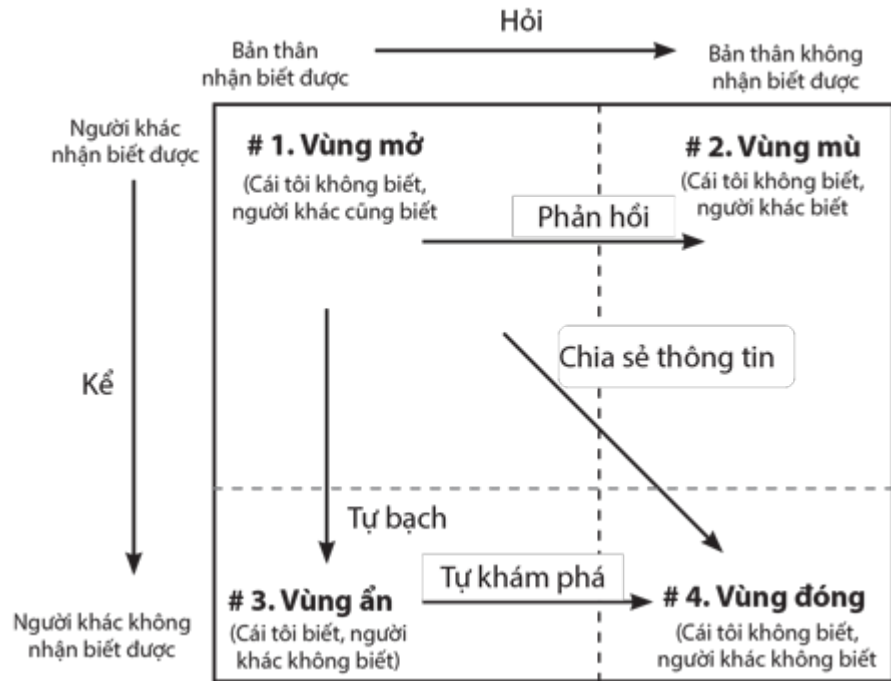 Hỏi
Bản thân
nhận biết được
Bản thân không
nhận biết được
Người khác
nhận biết được
# 1. Vùng mở
(Cái tôi không biết,
người khác cũng biết
# 2. Vùng mù
(Cái tôi không biết,
người khác biết
Phản hồi
Chia sẻ thông tin
Kể
Tự bạch
Tự khám phá
# 3. Vùng ẩn
(Cái tôi biết, người
khác không biết)
# 4. Vùng đóng
(Cái tôi không biết,
người khác không biết
Người khác không
nhận biết được